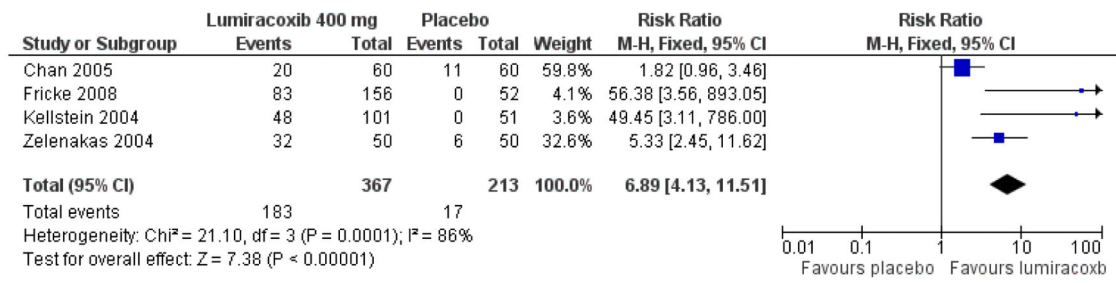 Lumiracoxib 400 mg Placebo Risk Ratio Risk Ratio
Study or Subgroup Events Total Events Total Weight M-H, Fixed, 95% CI M-H, Fixed, 95% CI
Chan 2005 20 60 11 60 59.8% 1.82 [0.96, 3.46]
Fricke 2008 83 156 0 52 4.1% 56.38 [3.56, 893.05]
Kellstein 2004 48 101 0 51 3.6% 49.45 [3.11, 786.00]
Zelenakas 2004 32 50 6 50 32.6% 5.33 [2.45, 11.62]
Total (95% CI) 367 213 100.0% 6.89 [4.13, 11.51]
Total events 183 17
Heterogeneity: Chi² = 21.10, df = 3 (P = 0.0001); I² = 86%
Test for overall effect: Z = 7.38 (P < 0.00001)
0.01 0.1 1 10 100
Favours placebo Favours lumiracoxb